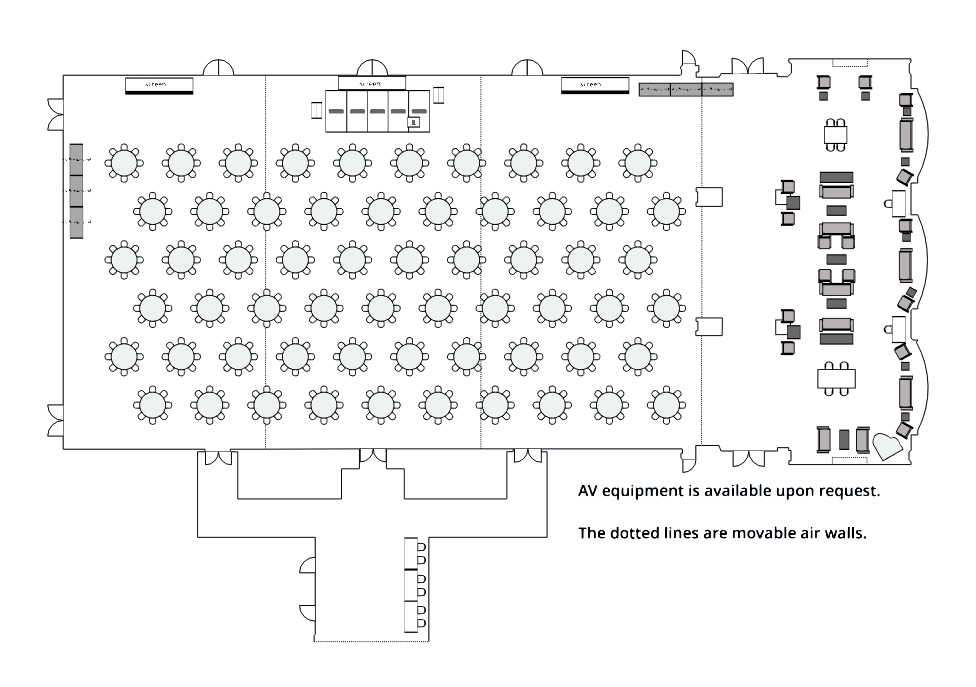 screen
screen
screen
AV equipment is available upon request.
The dotted lines are movable air walls.